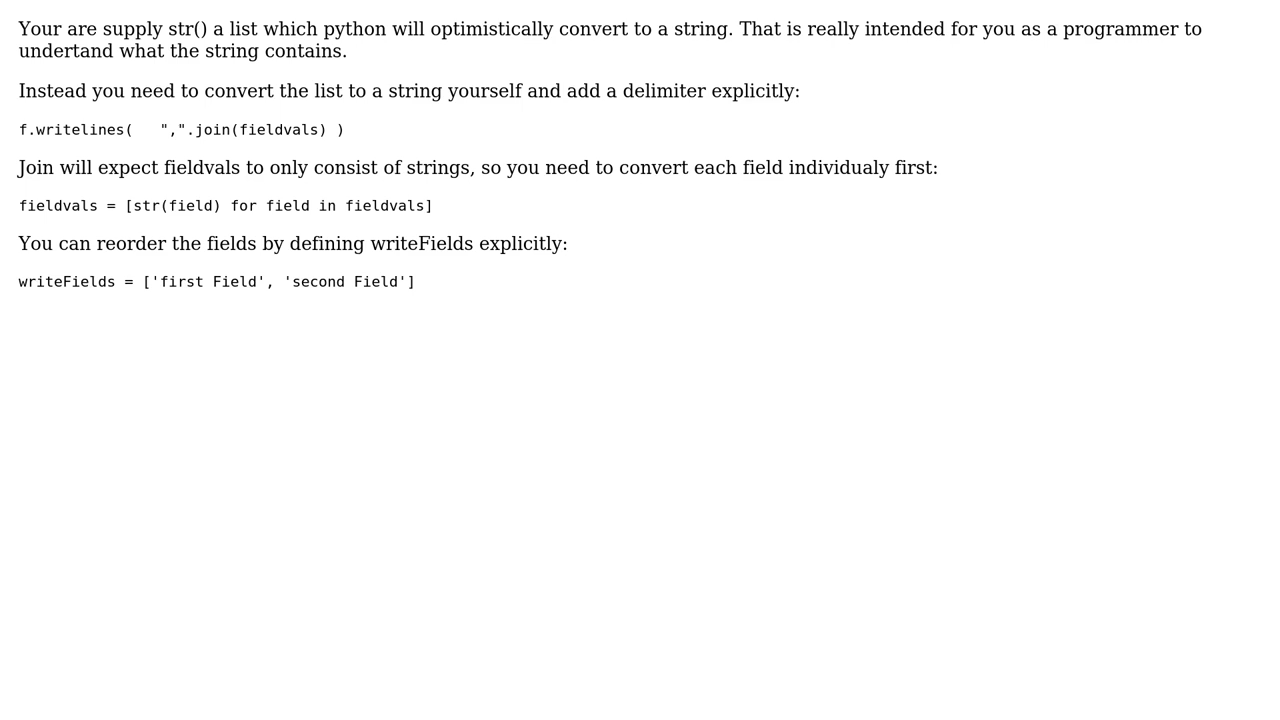 Your are supply str() a list which python will optimistically convert to a string. That is really intended for you as a programmer to
undertand what the string contains.
Instead you need to convert the list to a string yourself and add a delimiter explicitly:
f.writelines(   ",".join(fieldvals) )
Join will expect fieldvals to only consist of strings, so you need to convert each field individualy first:
fieldvals = [str(field) for field in fieldvals]
You can reorder the fields by defining writeFields explicitly:
writeFields = ['first Field', 'second Field']